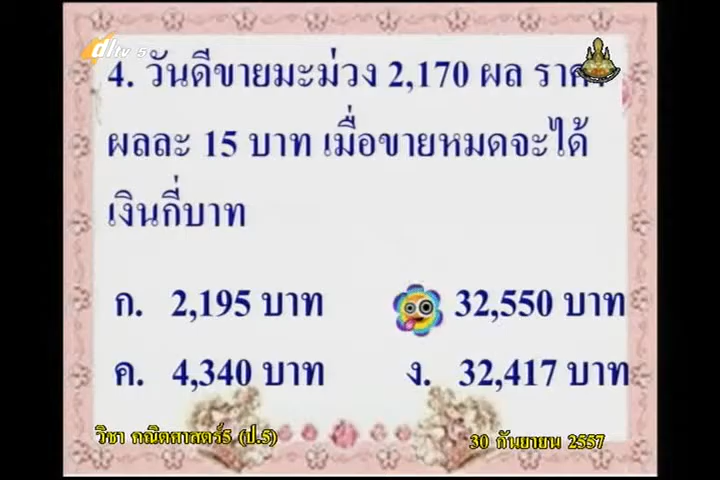 dltv 5
4. วันดีขายมะม่วง 2,170 ผล ราคา
ผลละ 15 บาท เมื่อขายหมดจะได้
เงินกี่บาท
ก. 2,195 บาท
32,550 บาท
ค. 4,340 บาท
ง. 32,417 บาท
วิชา คณิตศาสตร์5 (ป.5)
30 กันยายน 2557